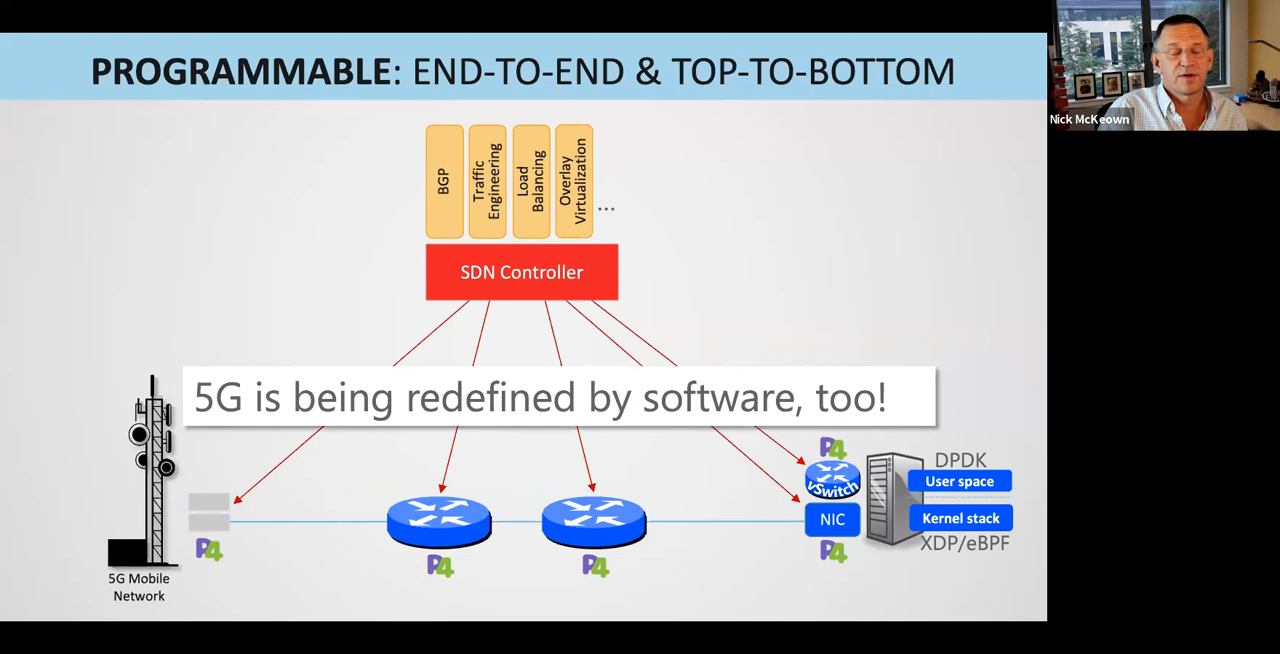 PROGRAMMABLE: END-TO-END & TOP-TO-BOTTOM
Nick McKeown
BGP
Traffic
Engineering
Load
Balancing
Overlay
Virtualization
...
SDN Controller
5G is being redefined by software, too!
P4
vSwitch
DPDK
User space
NIC
Kernel stack
XDP/eBPF
P4
P4
P4
P4
5G Mobile
Network